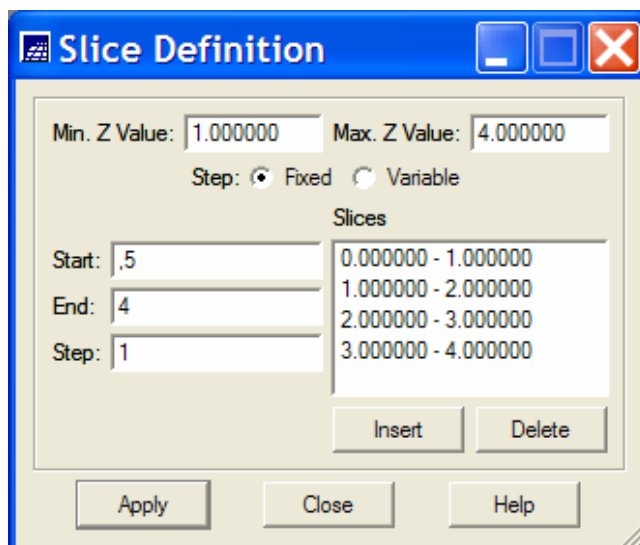 Slice Definition
Min. Z Value: 1.000000 Max. Z Value: 4.000000
Step: Fixed Variable
Slices
Start: ,5
End: 4
Step: 1
0.000000 - 1.000000
1.000000 - 2.000000
2.000000 - 3.000000
3.000000 - 4.000000
Insert Delete
Apply Close Help